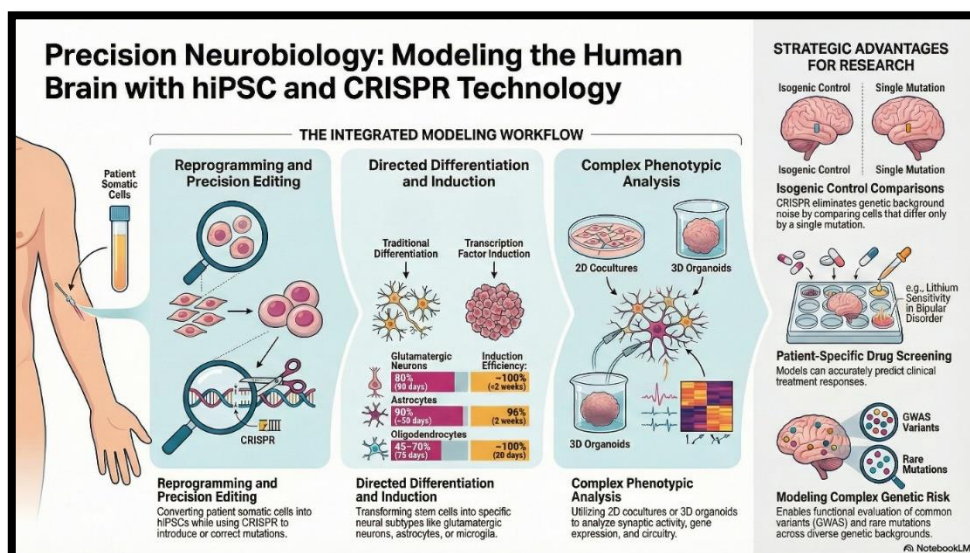 Precision Neurobiology: Modeling the Human
Brain with hiPSC and CRISPR Technology
THE INTEGRATED MODELING WORKFLOW
Patient
Somatic
Cells
Reprogramming and
Precision Editing
CRISPR
Reprogramming and
Precision Editing
Converting patient somatic cells into
hiPSCs while using CRISPR to
introduce or correct mutations.
Directed Differentiation
and Induction
Traditional
Differentiation
Transcription
Factor Induction
Glutamatergic
Neurons
Induction
Efficiency:
80%
(90 days)
~100%
(<2 weeks)
Astrocytes
90%
(~50 days)
96%
(2 weeks)
Oligodendrocytes
45–70%
(75 days)
~100%
(20 days)
Directed Differentiation
and Induction
Transforming stem cells into specific
neural subtypes like glutamatergic
neurons, astrocytes, or microgila.
Complex Phenotypic
Analysis
2D Cocultures
3D Organoids
3D Organoids
Complex Phenotypic
Analysis
Utilizing 2D cocultures or 3D organoids
to analyze synaptic activity, gene
expression, and circuitry.
STRATEGIC ADVANTAGES
FOR RESEARCH
Isogenic Control
Single Mutation
Isogenic Control
Single Mutation
Isogenic Control Comparisons
CRISPR eliminates genetic background
noise by comparing cells that differ only
by a single mutation.
e.g., Lithium
Sensitivity
in Bipolar
Disorder
Patient-Specific Drug Screening
Models can accurately predict clinical
treatment responses.
GWAS
Variants
Rare
Mutations
Modeling Complex Genetic Risk
Enables functional evaluation of common
variants (GWAS) and rare mutations
across diverse genetic backgrounds.
NotebookLM